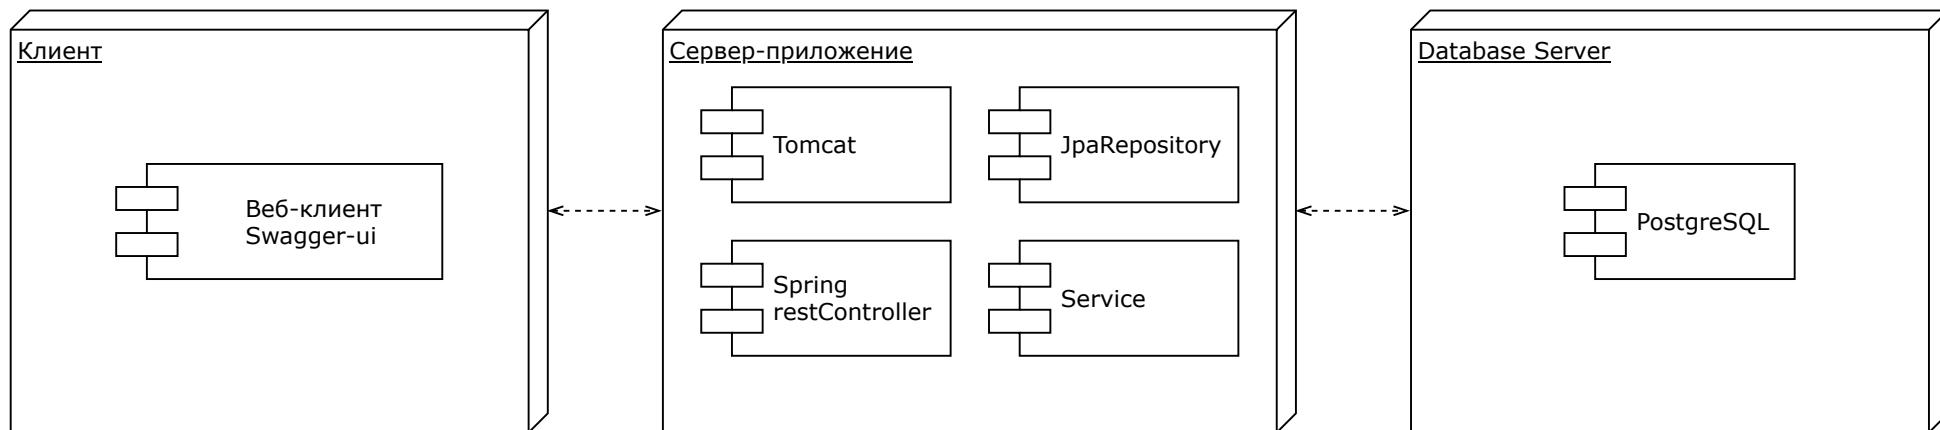 Клиент
Веб-клиент
Swagger-ui
Сервер-приложение
Tomcat
JpaRepository
Spring
restController
Service
Database Server
PostgreSQL